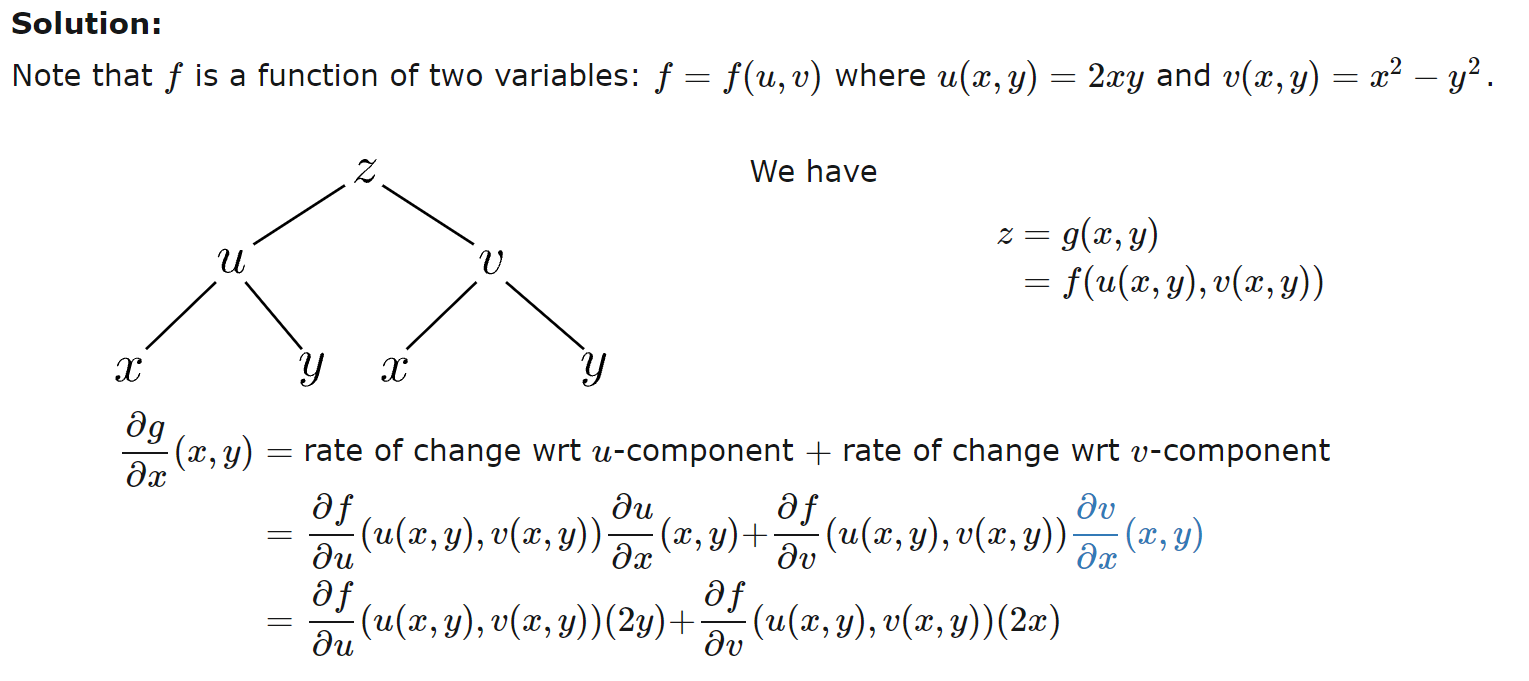 Solution:
Note that f is a function of two variables: f = f(u, v) where u(x, y) = 2xy and v(x, y) = x² − y².
z
We have
u v
z = g(x, y)
= f(u(x, y), v(x, y))
x y x y
∂g/∂x (x, y) = rate of change wrt u-component + rate of change wrt v-component
= ∂f/∂u (u(x, y), v(x, y)) ∂u/∂x (x, y) + ∂f/∂v (u(x, y), v(x, y)) ∂v/∂x (x, y)
= ∂f/∂u (u(x, y), v(x, y))(2y) + ∂f/∂v (u(x, y), v(x, y))(2x)